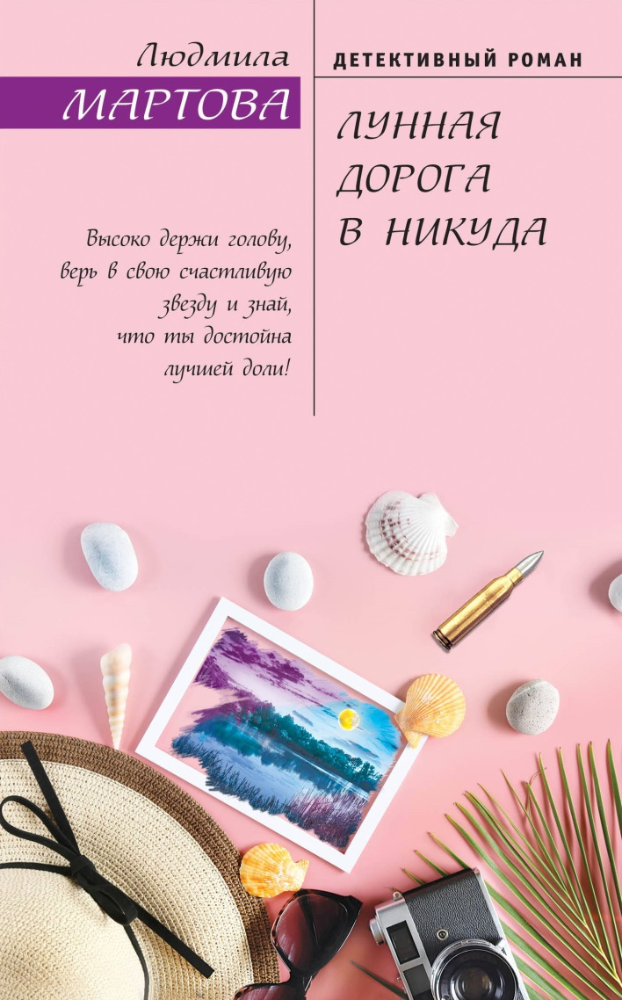 Людмила
МАРТОВА
ДЕТЕКТИВНЫЙ РОМАН
ЛУННАЯ
ДОРОГА
В НИКУДА
Высоко держи голову,
верь в свою счастливую
звезду и знай,
что ты достойна
лучшей доли!